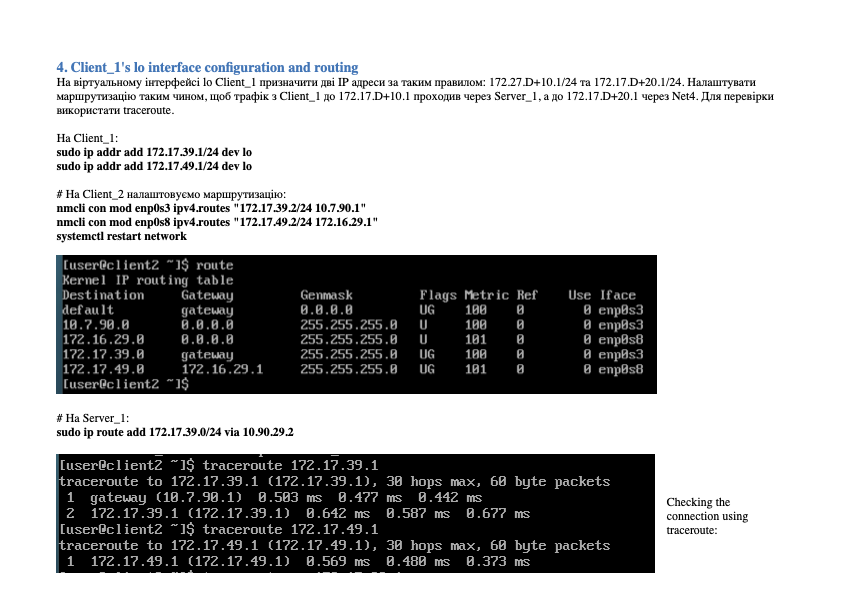 4. Client_1's lo interface configuration and routing
На віртуальному інтерфейсі lo Client_1 призначити дві IP адреси за таким правилом: 172.27.D+10.1/24 та 172.17.D+20.1/24. Налаштувати
маршрутизацію таким чином, щоб трафік з Client_1 до 172.17.D+10.1 проходив через Server_1, а до 172.17.D+20.1 через Net4. Для перевірки
використати traceroute.
На Client_1:
sudo ip addr add 172.17.39.1/24 dev lo
sudo ip addr add 172.17.49.1/24 dev lo
# На Client_2 налаштовуємо маршрутизацію:
nmcli con mod enp0s3 ipv4.routes "172.17.39.2/24 10.7.90.1"
nmcli con mod enp0s8 ipv4.routes "172.17.49.2/24 172.16.29.1"
systemctl restart network
[user@client2 ~]$ route
Kernel IP routing table
Destination Gateway Genmask Flags Metric Ref Use Iface
default gateway 0.0.0.0 UG 100 0 0 enp0s3
10.7.90.0 0.0.0.0 255.255.255.0 U 100 0 0 enp0s3
172.16.29.0 0.0.0.0 255.255.255.0 U 101 0 0 enp0s8
172.17.39.0 gateway 255.255.255.0 UG 100 0 0 enp0s3
172.17.49.0 172.16.29.1 255.255.255.0 UG 101 0 0 enp0s8
[user@client2 ~]$
# На Server_1:
sudo ip route add 172.17.39.0/24 via 10.90.29.2
[user@client2 ~]$ traceroute 172.17.39.1
traceroute to 172.17.39.1 (172.17.39.1), 30 hops max, 60 byte packets
1 gateway (10.7.90.1) 0.503 ms 0.477 ms 0.442 ms
2 172.17.39.1 (172.17.39.1) 0.642 ms 0.587 ms 0.677 ms
[user@client2 ~]$ traceroute 172.17.49.1
traceroute to 172.17.49.1 (172.17.49.1), 30 hops max, 60 byte packets
1 172.17.49.1 (172.17.49.1) 0.569 ms 0.480 ms 0.373 ms
Checking the
connection using
traceroute: